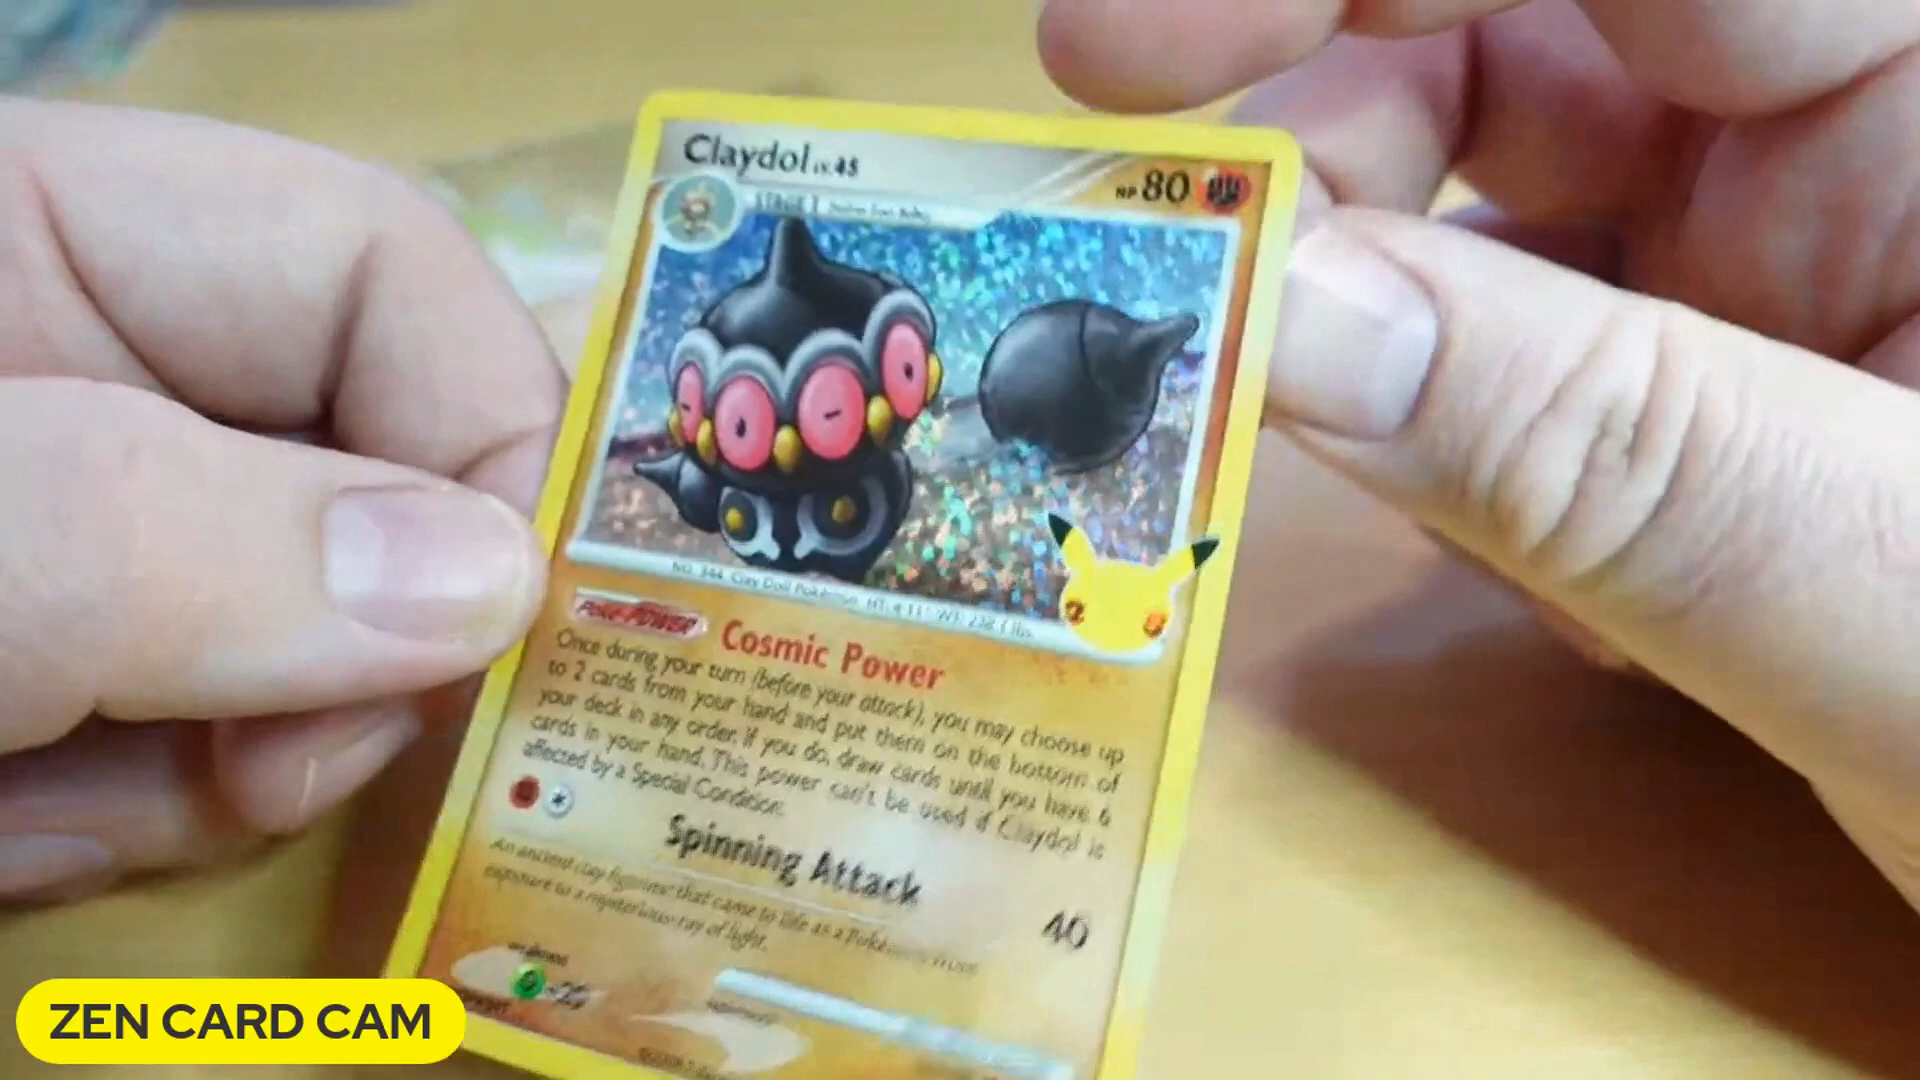 Claydol LV.45
HP 80
STAGE 1
NO. 344 Clay Doll Pokémon HT: 4'11" WT: 238.1 lbs.
POKé-POWER Cosmic Power
Once during your turn (before your attack), you may choose up
to 2 cards from your hand and put them on the bottom of
your deck in any order. If you do, draw cards until you have 6
cards in your hand. This power can't be used if Claydol is
affected by a Special Condition.
Spinning Attack
40
An ancient clay figurine that came to life as a Pokémon from
exposure to a mysterious ray of light.
weakness
+20
resistance
ZEN CARD CAM